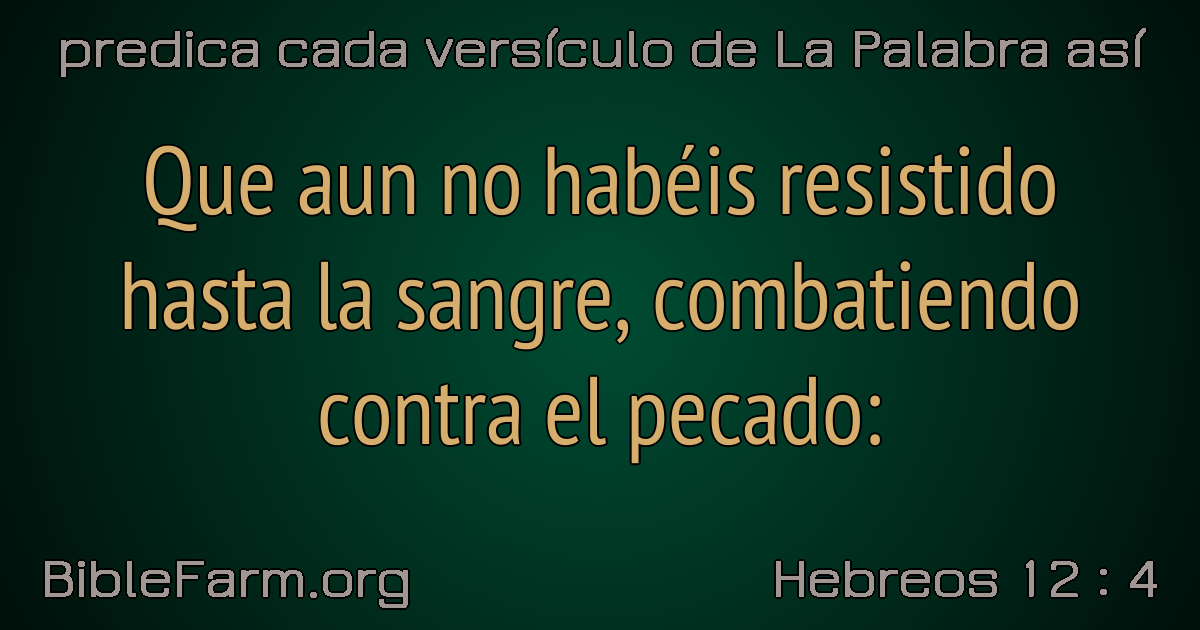 predica cada versículo de La Palabra así
Que aun no habéis resistido
hasta la sangre, combatiendo
contra el pecado:
BibleFarm.org
Hebreos 12 : 4